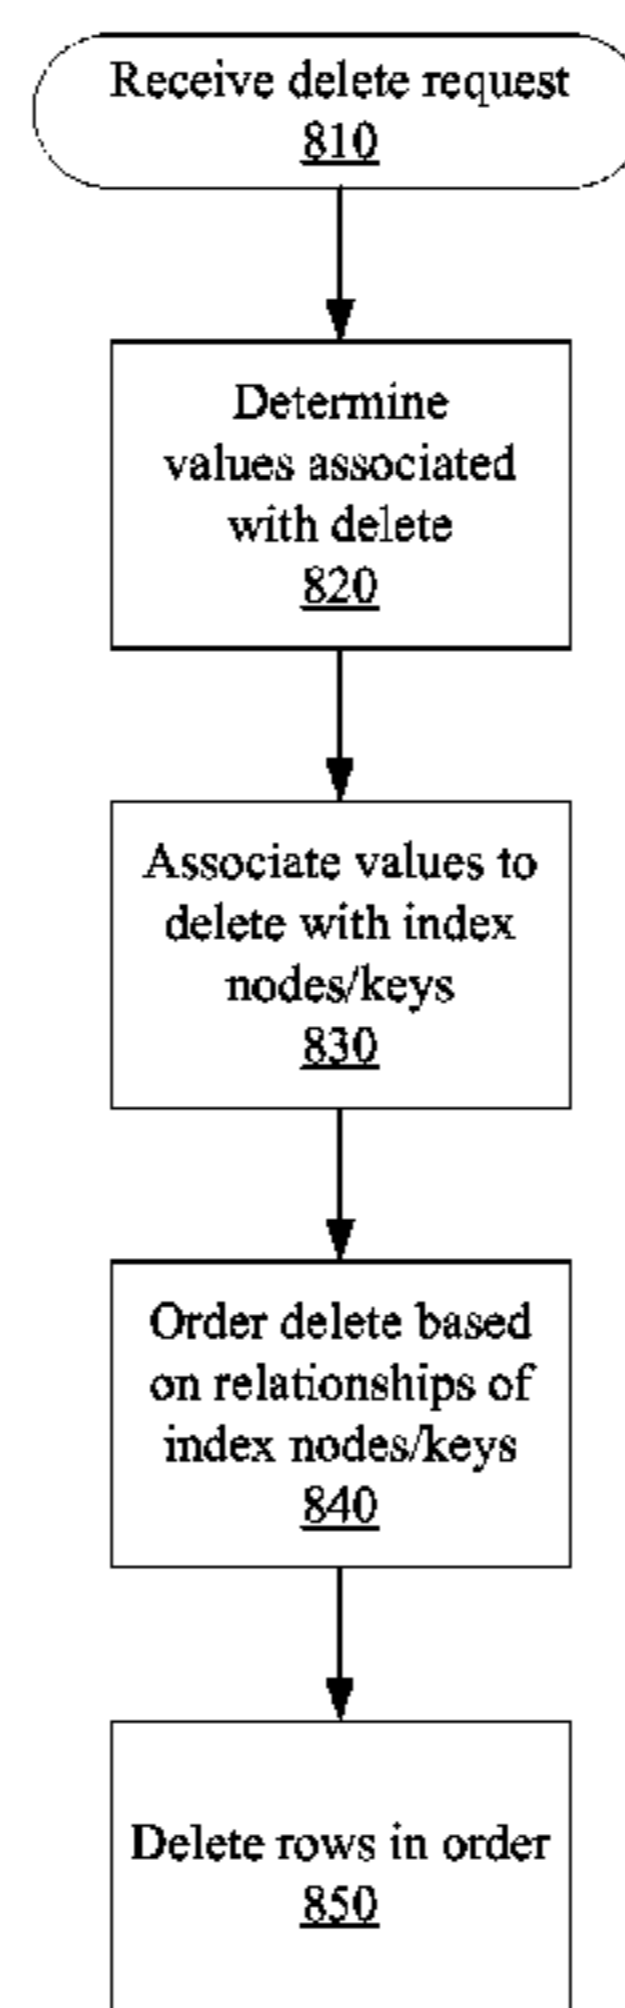 Receive delete request
810
Determine
values associated
with delete
820
Associate values to
delete with index
nodes/keys
830
Order delete based
on relationships of
index nodes/keys
840
Delete rows in order
850